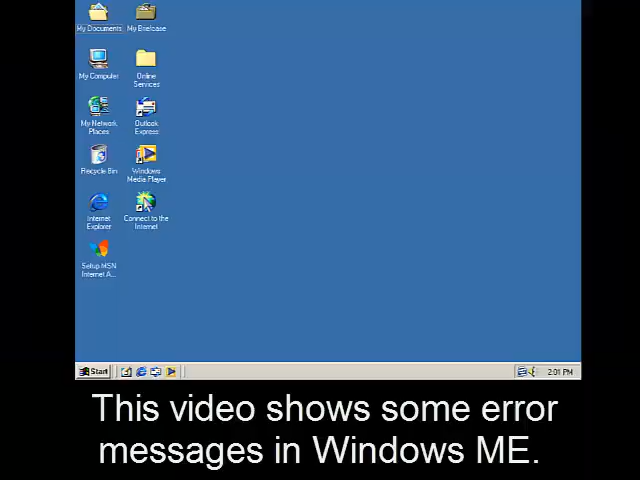 My Documents
My Briefcase
My Computer
Online
Services
My Network
Places
Outlook
Express
Recycle Bin
Windows
Media Player
Internet
Explorer
Connect to the
Internet
Setup MSN
Internet A...
Start
2:01 PM
This video shows some error
messages in Windows ME.